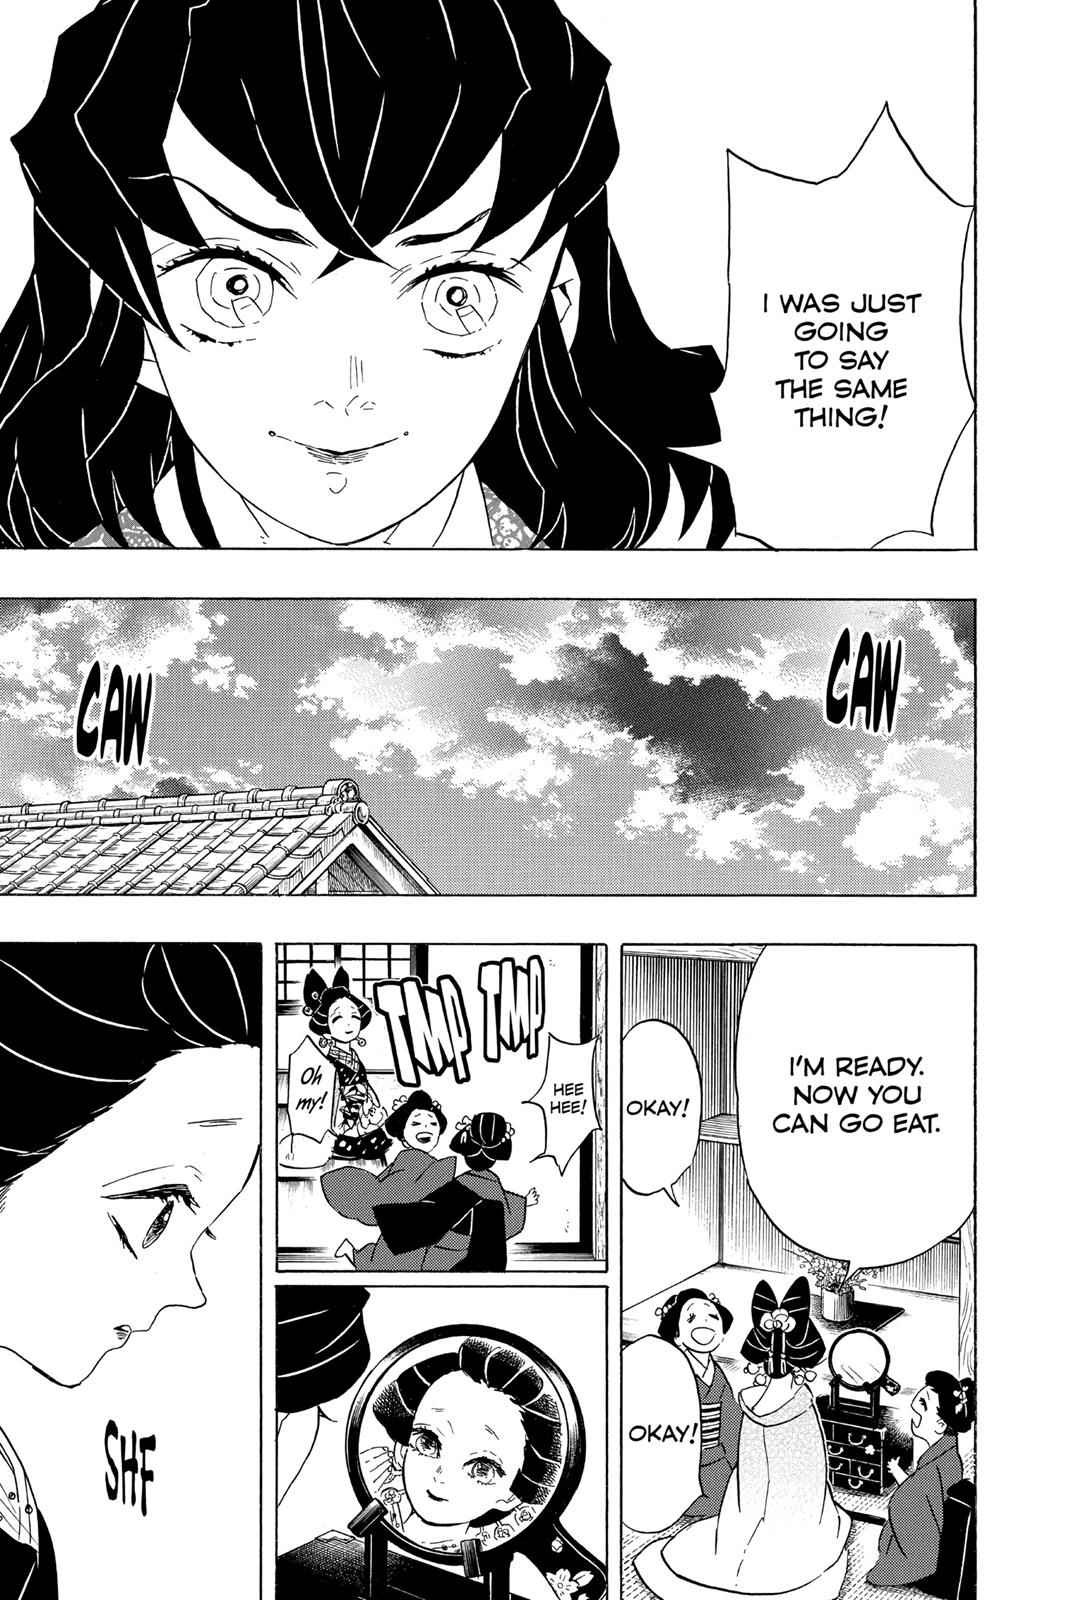 I WAS JUST
GOING
TO SAY
THE SAME
THING!
CAW
CAW
I'M READY.
NOW YOU
CAN GO EAT.
OKAY!
OKAY!
TMP TMP
HEE
HEE!
Oh
my!
SHF